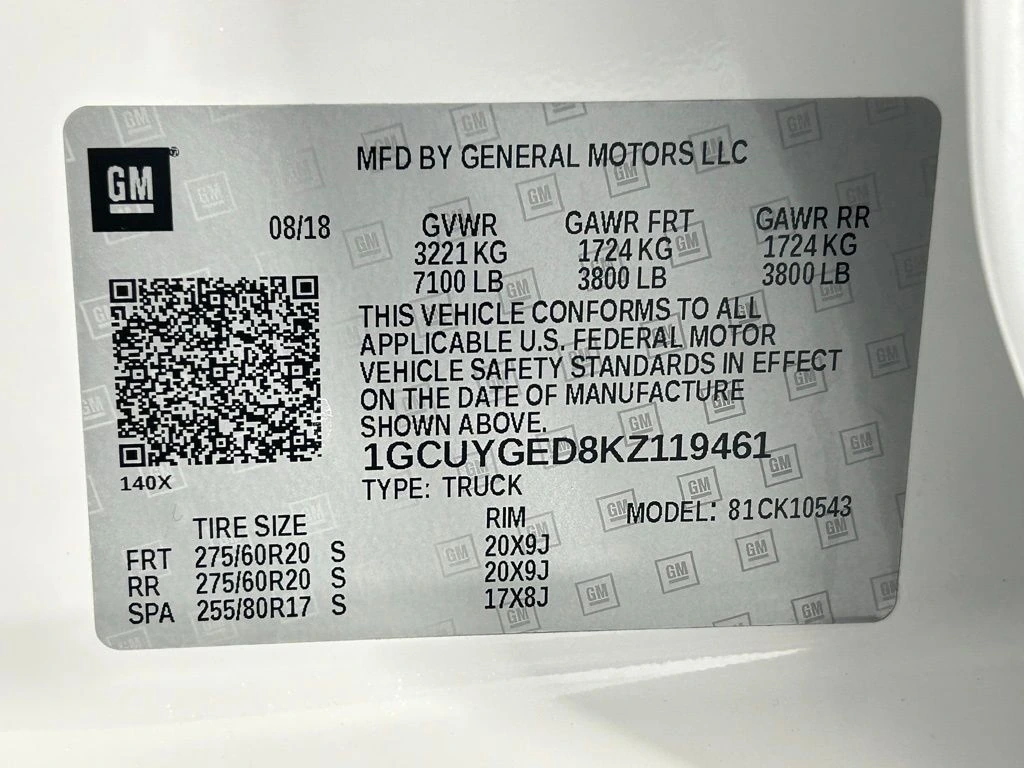 GM
MFD BY GENERAL MOTORS LLC
08/18 GVWR GAWR FRT GAWR RR
3221 KG 1724 KG 1724 KG
7100 LB 3800 LB 3800 LB
THIS VEHICLE CONFORMS TO ALL
APPLICABLE U.S. FEDERAL MOTOR
VEHICLE SAFETY STANDARDS IN EFFECT
ON THE DATE OF MANUFACTURE
SHOWN ABOVE.
1GCUYGED8KZ119461
140X
TYPE: TRUCK
MODEL: 81CK10543
TIRE SIZE RIM
FRT 275/60R20 S 20X9J
RR 275/60R20 S 20X9J
SPA 255/80R17 S 17X8J